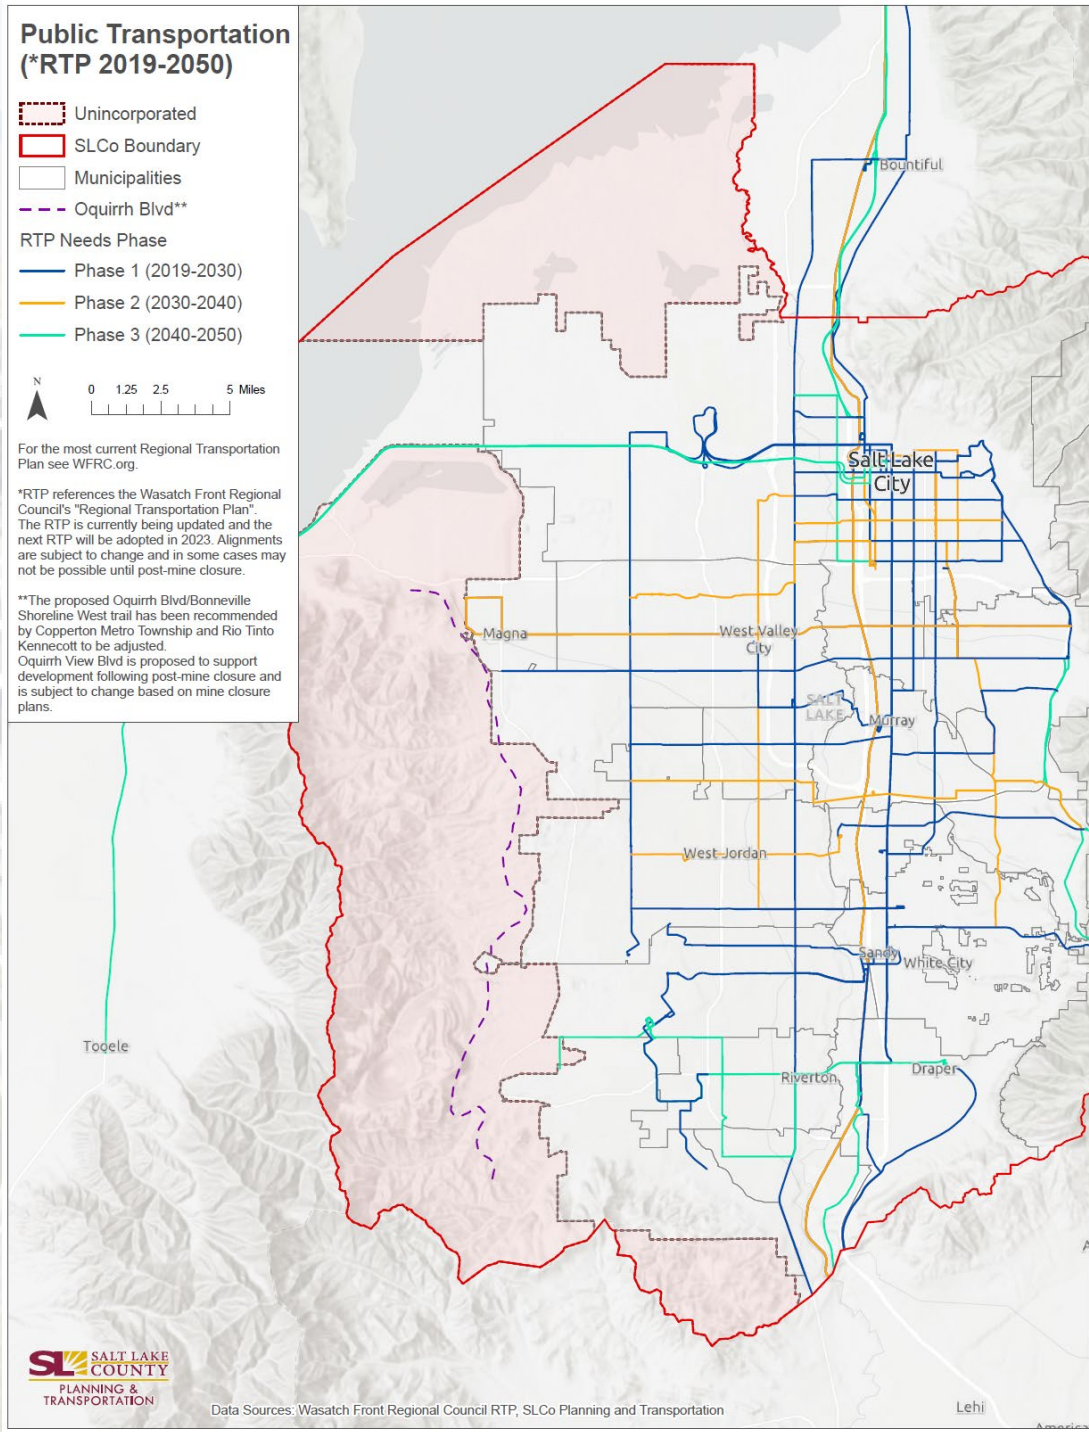 Public Transportation
(*RTP 2019-2050)
Unincorporated
SLCo Boundary
Municipalities
Oquirrh Blvd**
RTP Needs Phase
Phase 1 (2019-2030)
Phase 2 (2030-2040)
Phase 3 (2040-2050)
N
0 1.25 2.5 5 Miles
For the most current Regional Transportation
Plan see WFRC.org.
*RTP references the Wasatch Front Regional
Council's "Regional Transportation Plan".
The RTP is currently being updated and the
next RTP will be adopted in 2023. Alignments
are subject to change and in some cases may
not be possible until post-mine closure.
**The proposed Oquirrh Blvd/Bonneville
Shoreline West trail has been recommended
by Copperton Metro Township and Rio Tinto
Kennecott to be adjusted.
Oquirrh View Blvd is proposed to support
development following post-mine closure and
is subject to change based on mine closure
plans.
Bountiful
Salt Lake
City
Magna
West Valley
City
SALT
LAKE
Murray
West Jordan
Sandy
White City
Tooele
Riverton
Draper
Lehi
SL SALT LAKE
COUNTY
PLANNING &
TRANSPORTATION
Data Sources: Wasatch Front Regional Council RTP, SLCo Planning and Transportation